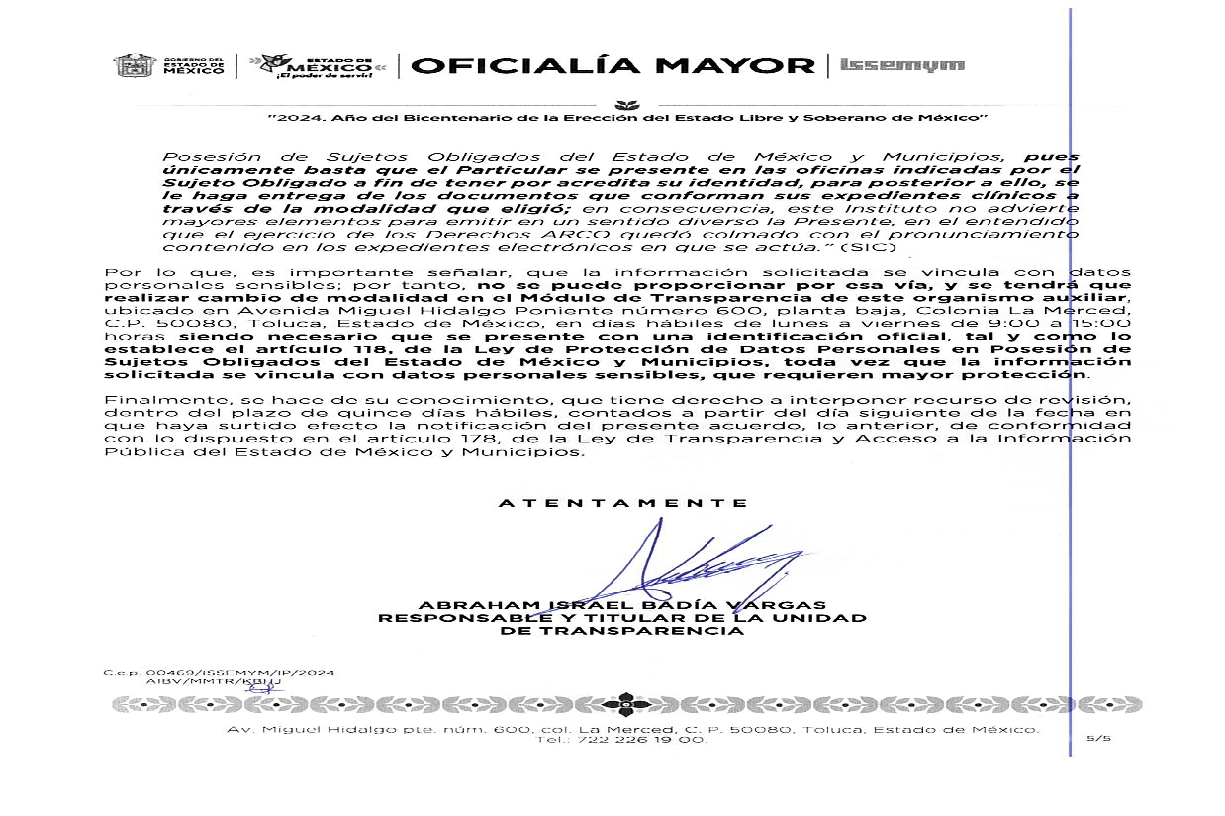 GOBIERNO DEL
ESTADO DE
MÉXICO
ESTADO DE
MÉXICO
¡El poder de servir!
OFICIALÍA MAYOR
issemym
"2024. Año del Bicentenario de la Erección del Estado Libre y Soberano de México"
Posesión de Sujetos Obligados del Estado de México y Municipios, pues
únicamente basta que el Particular se presente en las oficinas indicadas por el
Sujeto Obligado a fin de tener por acredita su identidad, para posterior a ello, se
le haga entrega de los documentos que conforman sus expedientes clínicos a
través de la modalidad que eligió; en consecuencia, este Instituto no advierte
mayores elementos para emitir en un sentido diverso la Presente, en el entendido
que el ejercicio de los Derechos ARCO quedó colmado con el pronunciamiento
contenido en los expedientes electrónicos en que se actúa." (SIC)
Por lo que, es importante señalar, que la información solicitada se vincula con datos
personales sensibles; por tanto, no se puede proporcionar por esa vía, y se tendrá que
realizar cambio de modalidad en el Módulo de Transparencia de este organismo auxiliar,
ubicado en Avenida Miguel Hidalgo Poniente número 600, planta baja, Colonia La Merced,
C.P. 50080, Toluca, Estado de México, en días hábiles de lunes a viernes de 9:00 a 15:00
horas siendo necesario que se presente con una identificación oficial, tal y como lo
establece el artículo 118, de la Ley de Protección de Datos Personales en Posesión de
Sujetos Obligados del Estado de México y Municipios, toda vez que la información
solicitada se vincula con datos personales sensibles, que requieren mayor protección.
Finalmente, se hace de su conocimiento, que tiene derecho a interponer recurso de revisión,
dentro del plazo de quince días hábiles, contados a partir del día siguiente de la fecha en
que haya surtido efecto la notificación del presente acuerdo, lo anterior, de conformidad
con lo dispuesto en el artículo 178, de la Ley de Transparencia y Acceso a la Información
Pública del Estado de México y Municipios.
ATENTAMENTE
ABRAHAM ISRAEL BADÍA VARGAS
RESPONSABLE Y TITULAR DE LA UNIDAD
DE TRANSPARENCIA
C.c.p. 00469/ISSEMYM/IP/2024
AIBV/MMTR/
Av. Miguel Hidalgo pte. núm. 600, col. La Merced, C. P. 50080, Toluca, Estado de México.
Tel.: 722 226 19 00.
5/5